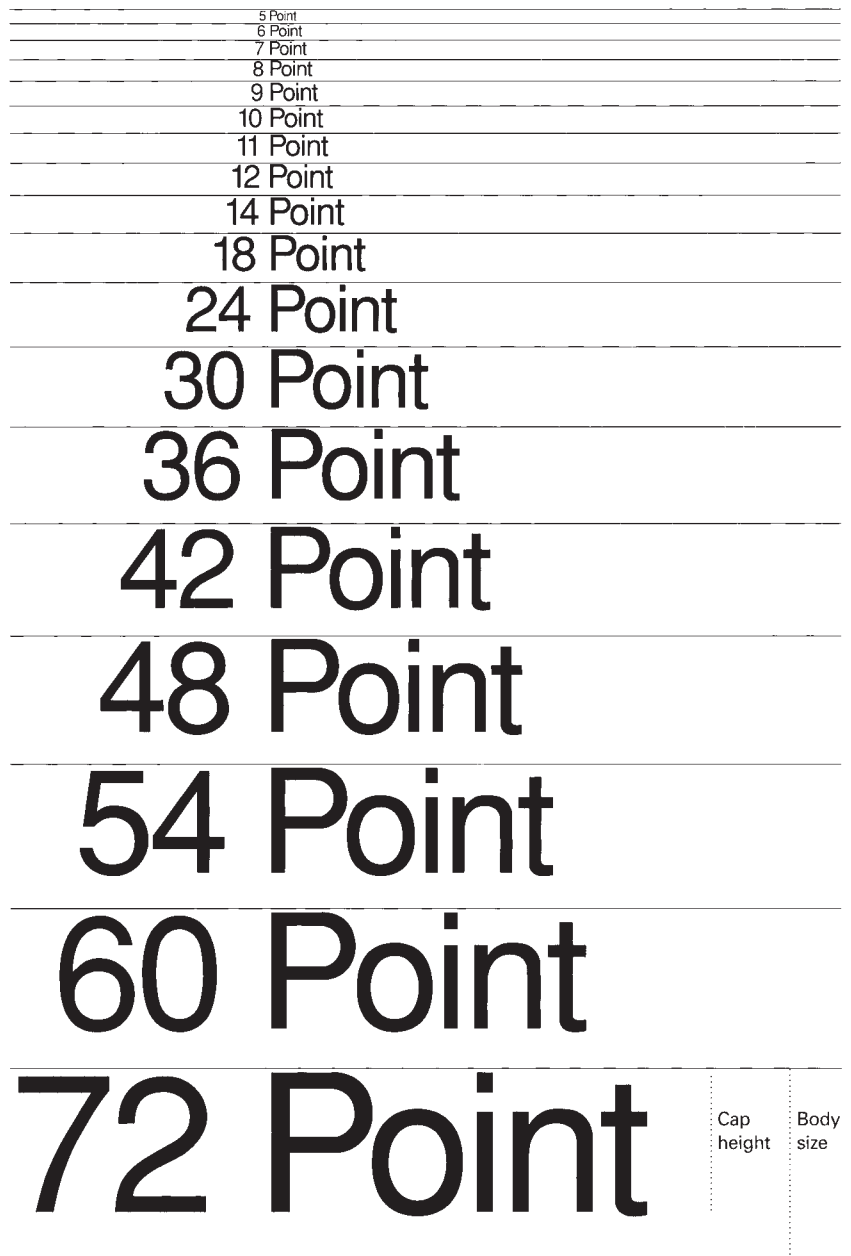 5 Point
6 Point
7 Point
8 Point
9 Point
10 Point
11 Point
12 Point
14 Point
18 Point
24 Point
30 Point
36 Point
42 Point
48 Point
54 Point
60 Point
72 Point
Cap
height
Body
size